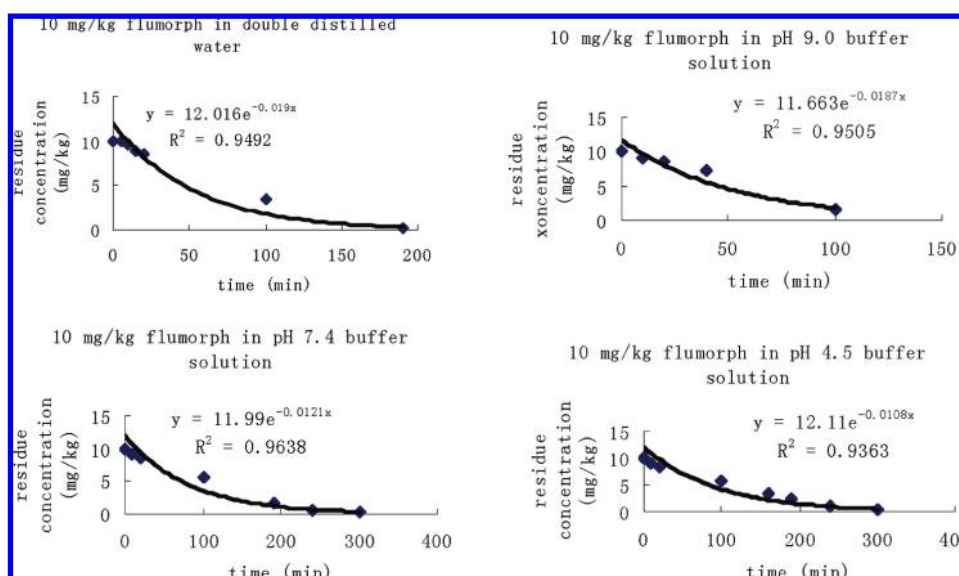 10 mg/kg flumorph in double distilled
water
y = 12.016e^-0.019x
R² = 0.9492
residue
concentration
(mg/kg)
15
10
5
0
0 50 100 150 200
time (min)
10 mg/kg flumorph in pH 9.0 buffer
solution
y = 11.663e^-0.0187x
R² = 0.9505
residue
xoncentration
(mg/kg)
15
10
5
0
0 50 100 150
time (min)
10 mg/kg flumorph in pH 7.4 buffer
solution
y = 11.99e^-0.0121x
R² = 0.9638
residue
concentration
(mg/kg)
15
10
5
0
0 100 200 300 400
time (min)
10 mg/kg flumorph in pH 4.5 buffer
solution
y = 12.11e^-0.0108x
R² = 0.9363
residue
concentration
(mg/kg)
15
10
5
0
0 100 200 300 400
time (min)